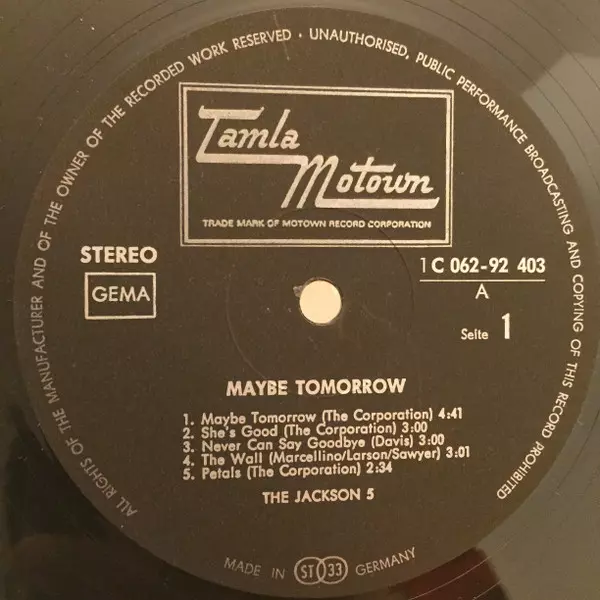 ALL RIGHTS OF THE MANUFACTURER AND OF THE OWNER OF THE RECORDED WORK RESERVED · UNAUTHORISED, PUBLIC PERFORMANCE BROADCASTING AND COPYING OF THIS RECORD PROHIBITED
Tamla
Motown
TRADE MARK OF MOTOWN RECORD CORPORATION
STEREO
GEMA
1 C 062-92 403
A
Seite 1
MAYBE TOMORROW
1. Maybe Tomorrow (The Corporation) 4:41
2. She's Good (The Corporation) 3:00
3. Never Can Say Goodbye (Davis) 3:00
4. The Wall (Marcellino/Larson/Sawyer) 3:01
5. Petals (The Corporation) 2:34
THE JACKSON 5
MADE IN ST 33 GERMANY